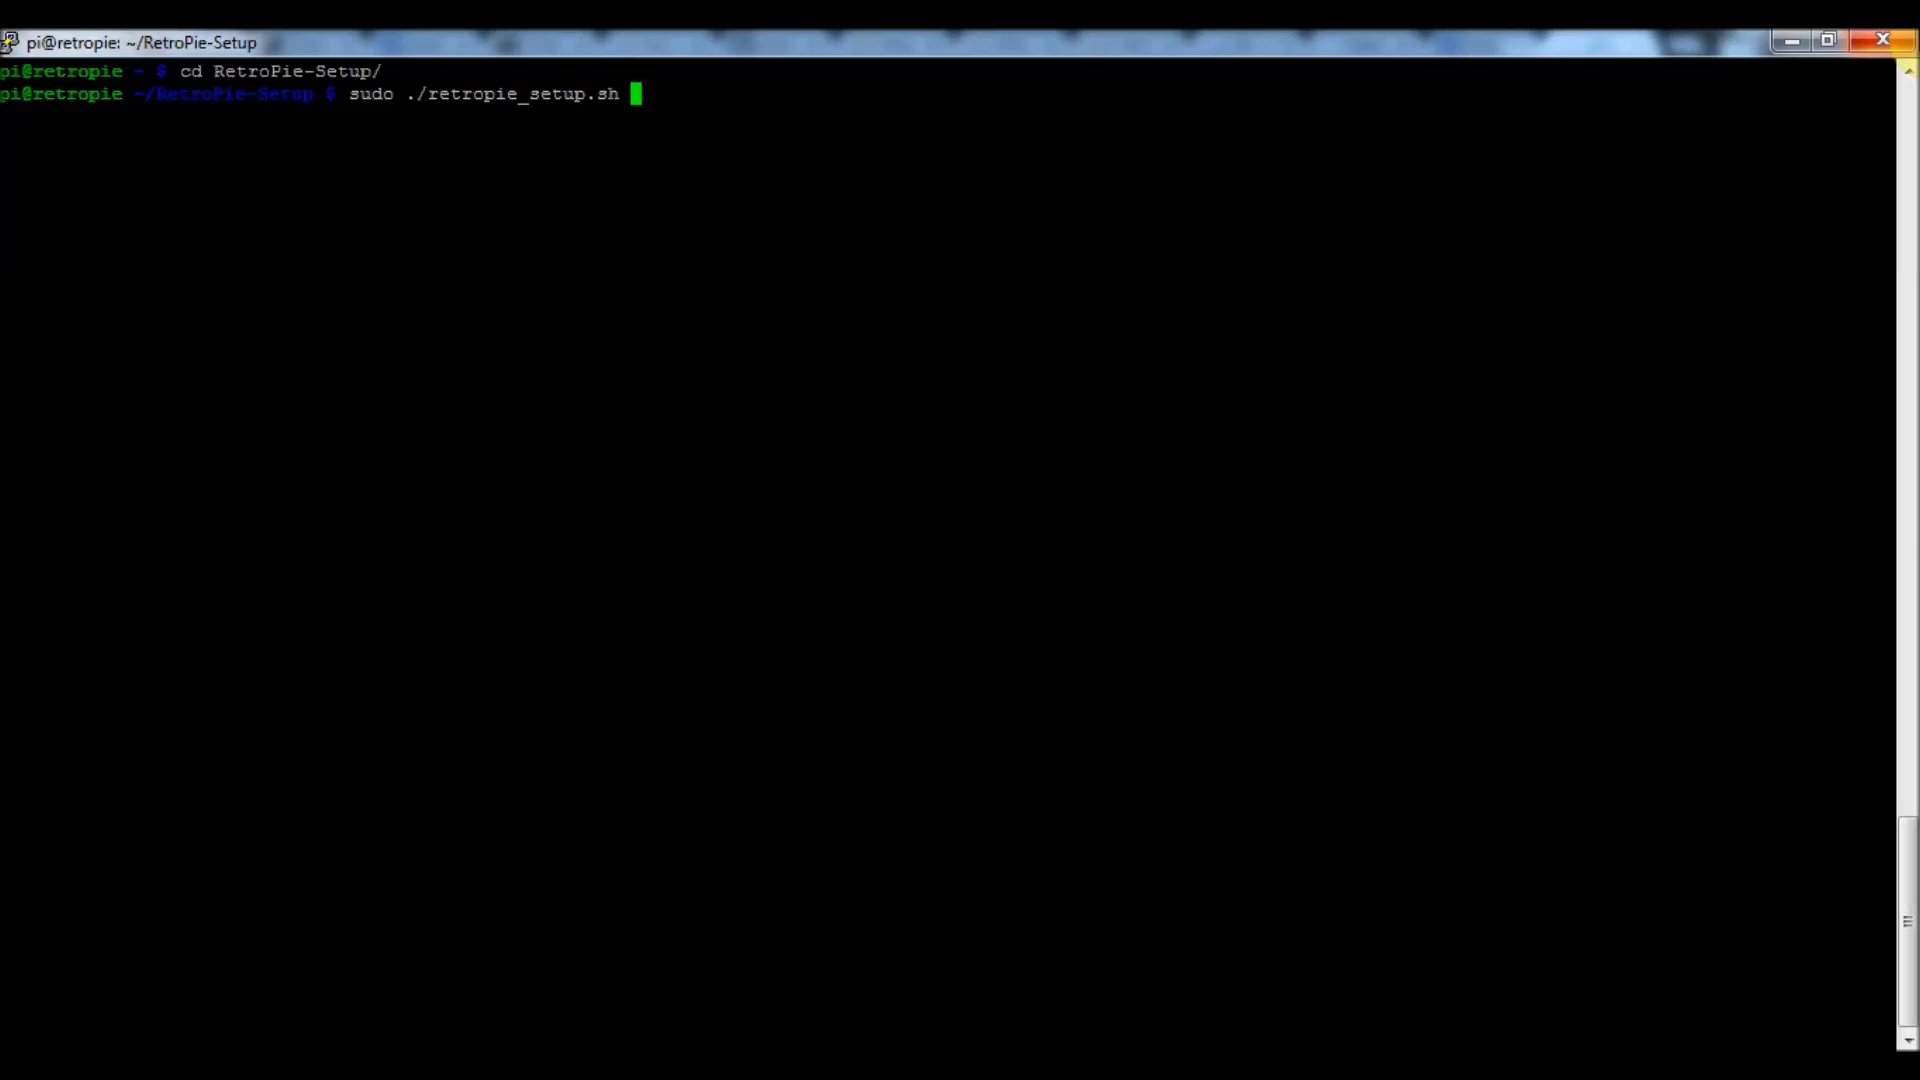 pi@retropie: ~/RetroPie-Setup
pi@retropie ~ $ cd RetroPie-Setup/
pi@retropie ~/RetroPie-Setup $ sudo ./retropie_setup.sh